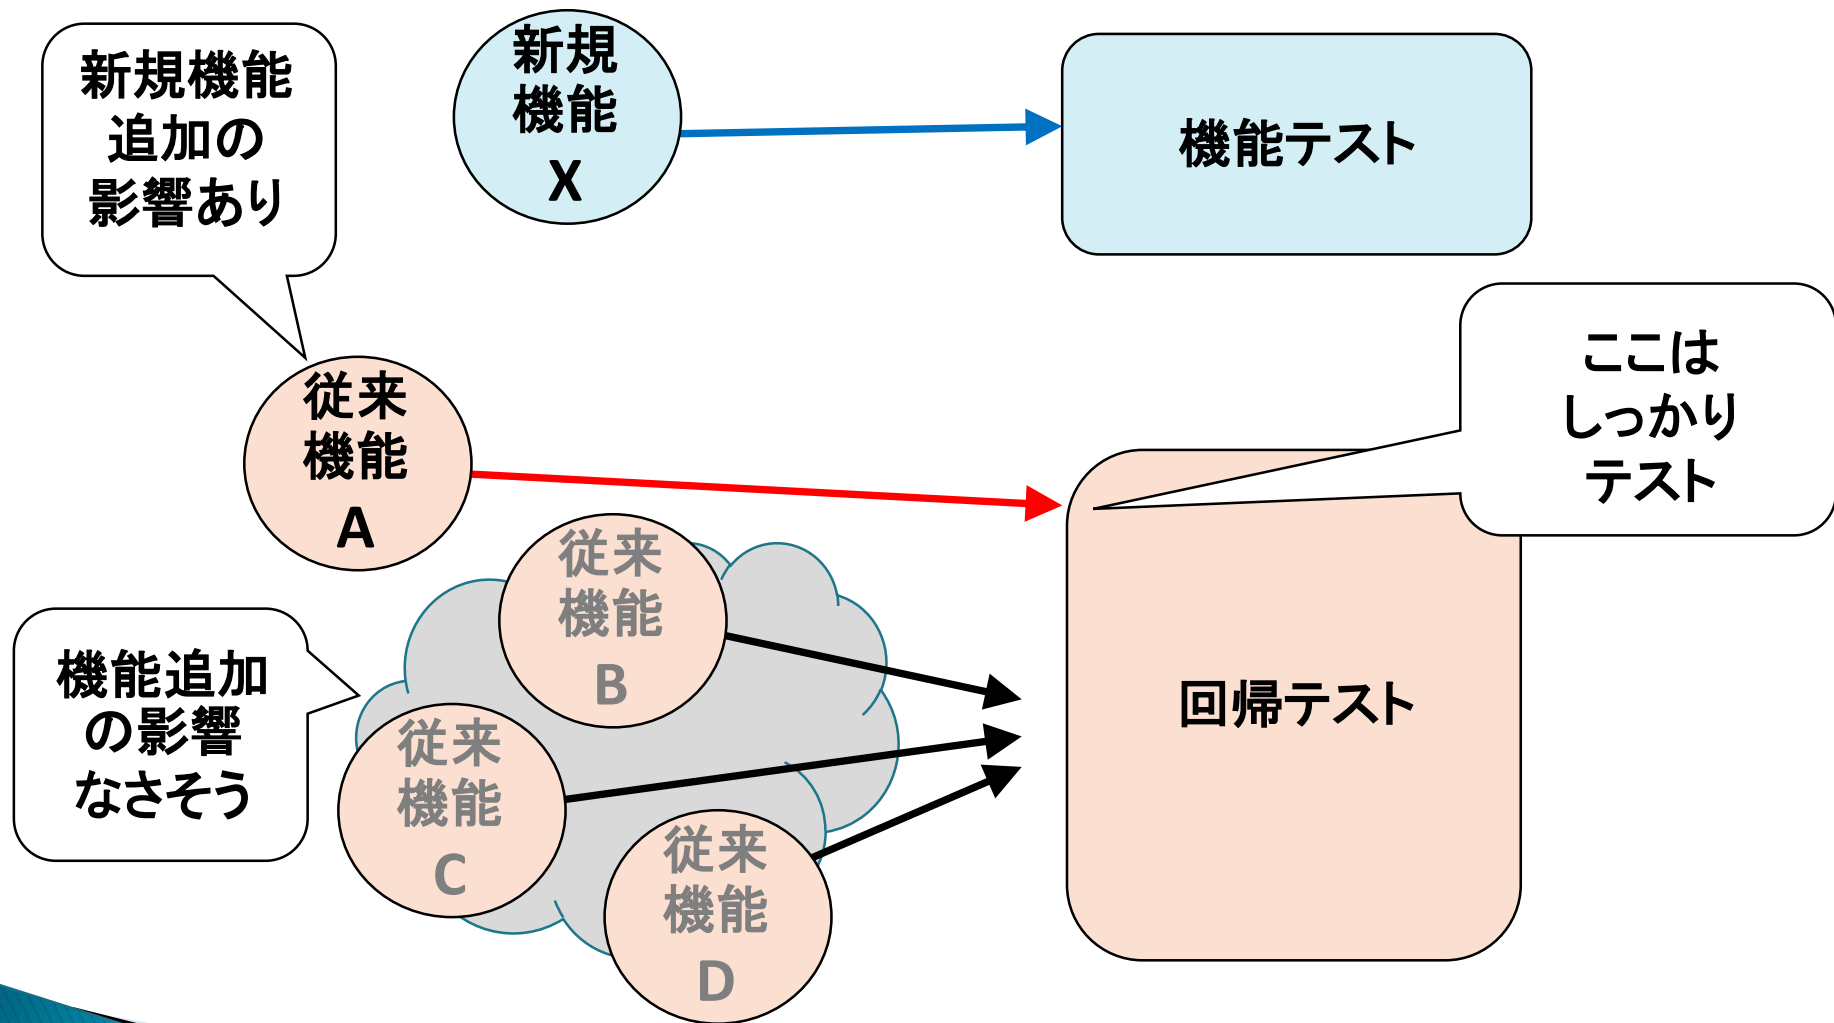 新規機能
追加の
影響あり
新規
機能
X
機能テスト
ここは
しっかり
テスト
従来
機能
A
従来
機能
B
機能追加
の影響
なさそう
従来
機能
C
従来
機能
D
回帰テスト